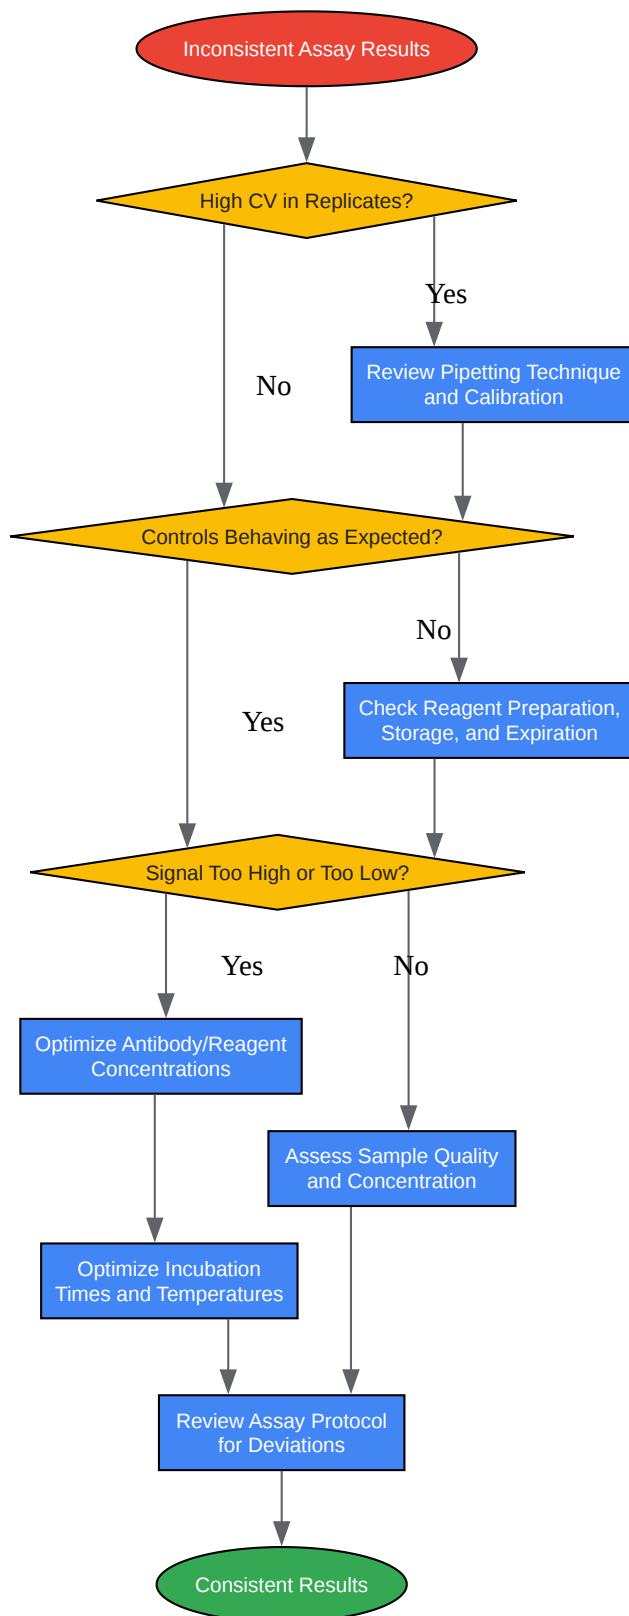 Inconsistent Assay Results
High CV in Replicates?
Yes
Review Pipetting Technique
and Calibration
No
Controls Behaving as Expected?
No
Check Reagent Preparation,
Storage, and Expiration
Yes
Signal Too High or Too Low?
Yes
No
Optimize Antibody/Reagent
Concentrations
Assess Sample Quality
and Concentration
Optimize Incubation
Times and Temperatures
Review Assay Protocol
for Deviations
Consistent Results